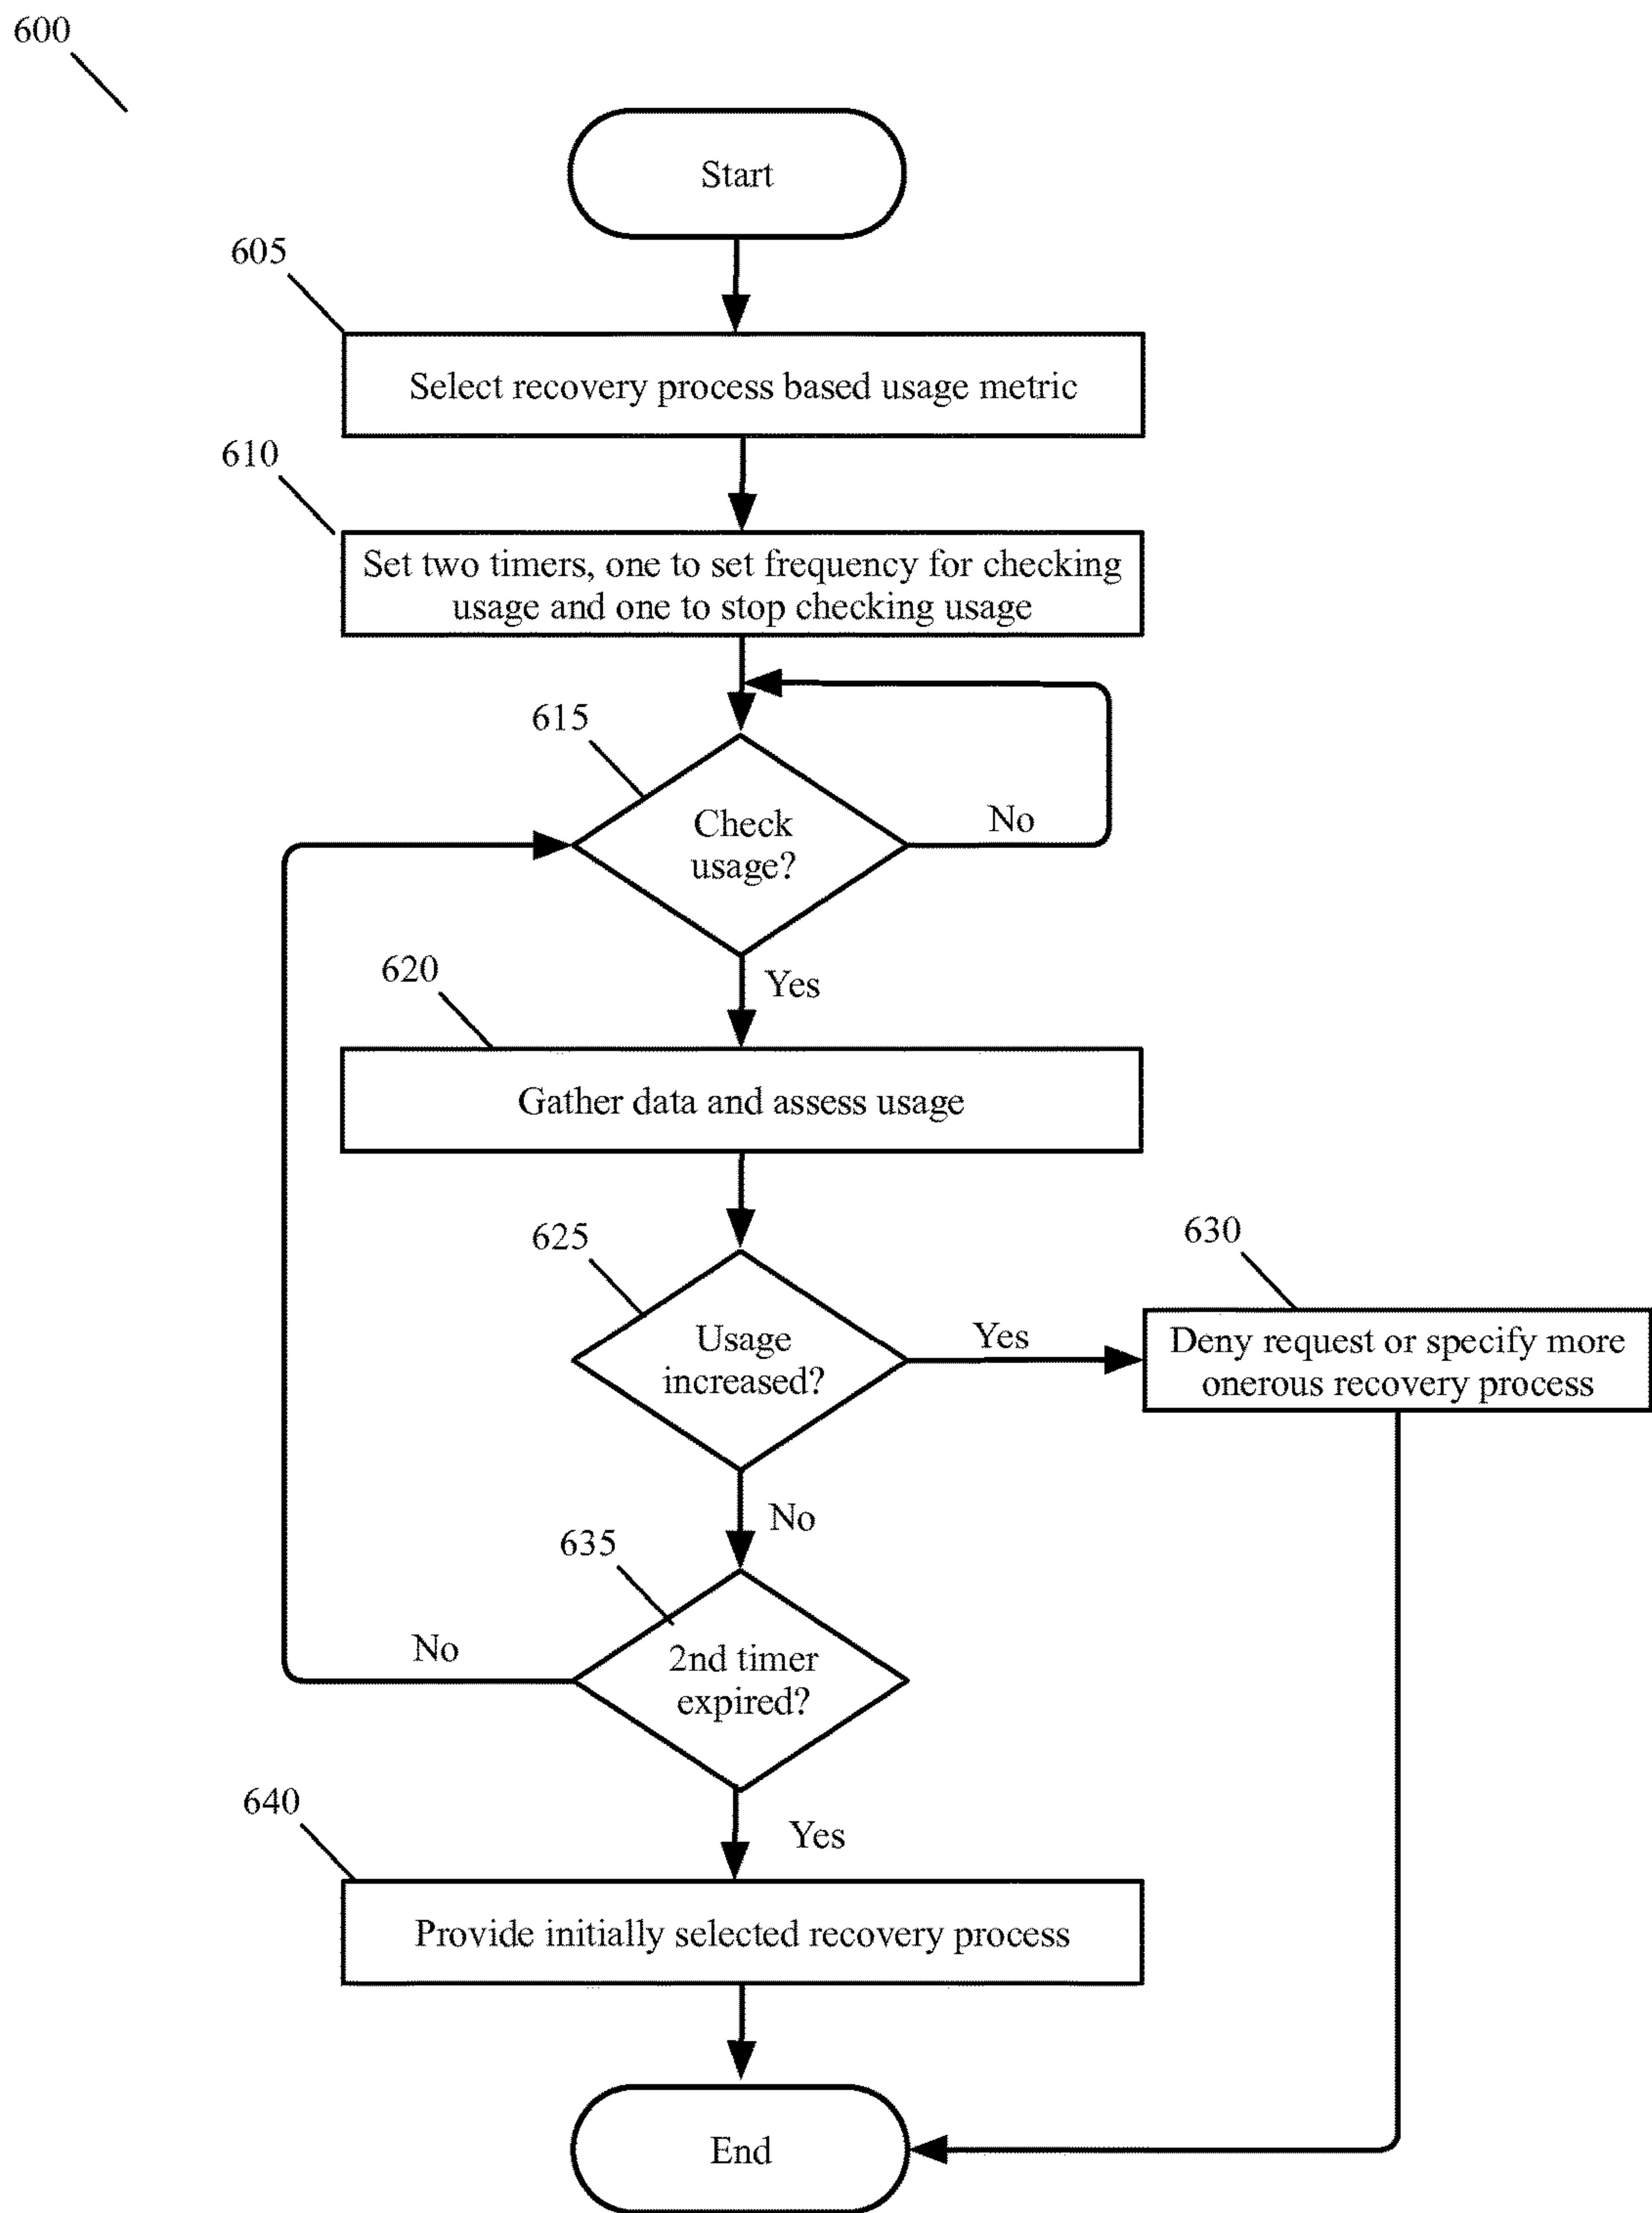 600
Start
605
Select recovery process based usage metric
610
Set two timers, one to set frequency for checking
usage and one to stop checking usage
615
Check
usage?
No
620
Yes
Gather data and assess usage
625
Usage
increased?
Yes
630
Deny request or specify more
onerous recovery process
No
635
2nd timer
expired?
No
Yes
640
Provide initially selected recovery process
End